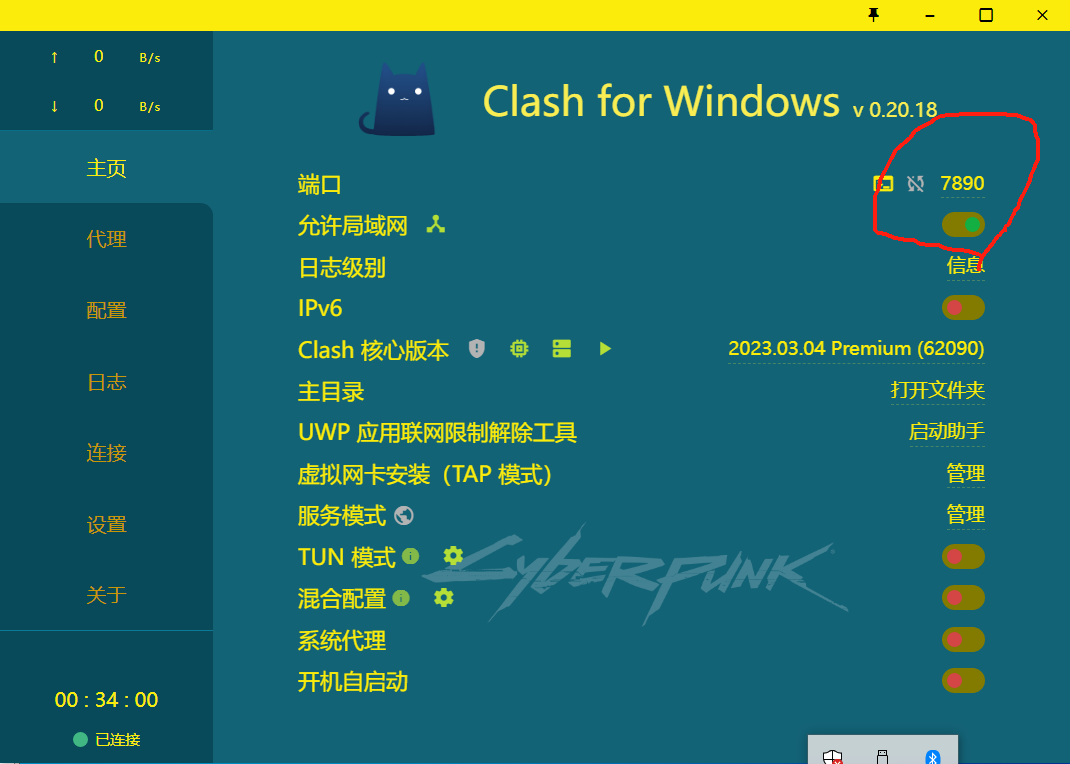 ↑ 0 B/s
↓ 0 B/s
主页
代理
配置
日志
连接
设置
关于
00 : 34 : 00
已连接
Clash for Windows v 0.20.18
端口 7890
允许局域网
日志级别 信息
IPv6
Clash 核心版本 2023.03.04 Premium (62090)
主目录 打开文件夹
UWP 应用联网限制解除工具 启动助手
虚拟网卡安装（TAP 模式） 管理
服务模式 管理
TUN 模式
混合配置
系统代理
开机自启动
CYBERPUNK